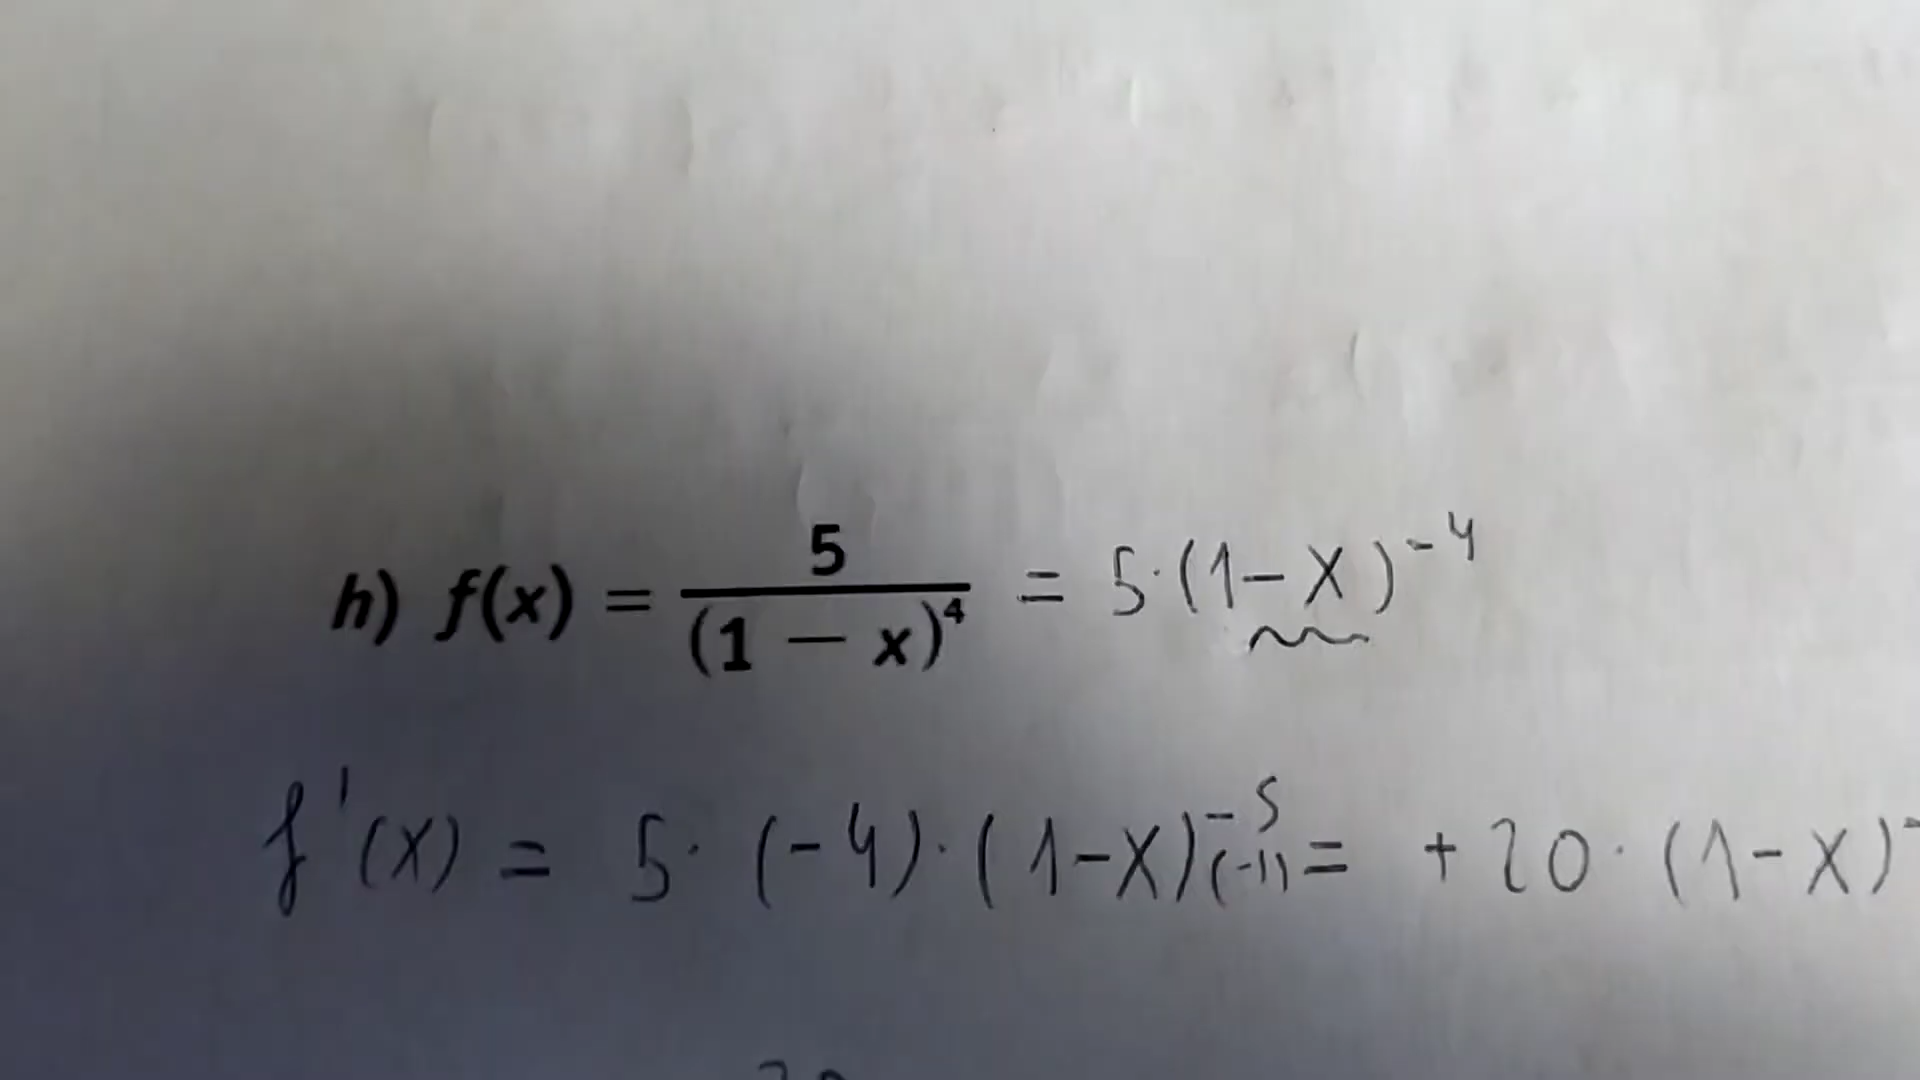 h) f(x) = 5/(1 − x)⁴ = 5·(1−x)⁻⁴
f'(x) = 5·(−4)·(1−x)⁻⁵(−1) = +20·(1−x)⁻